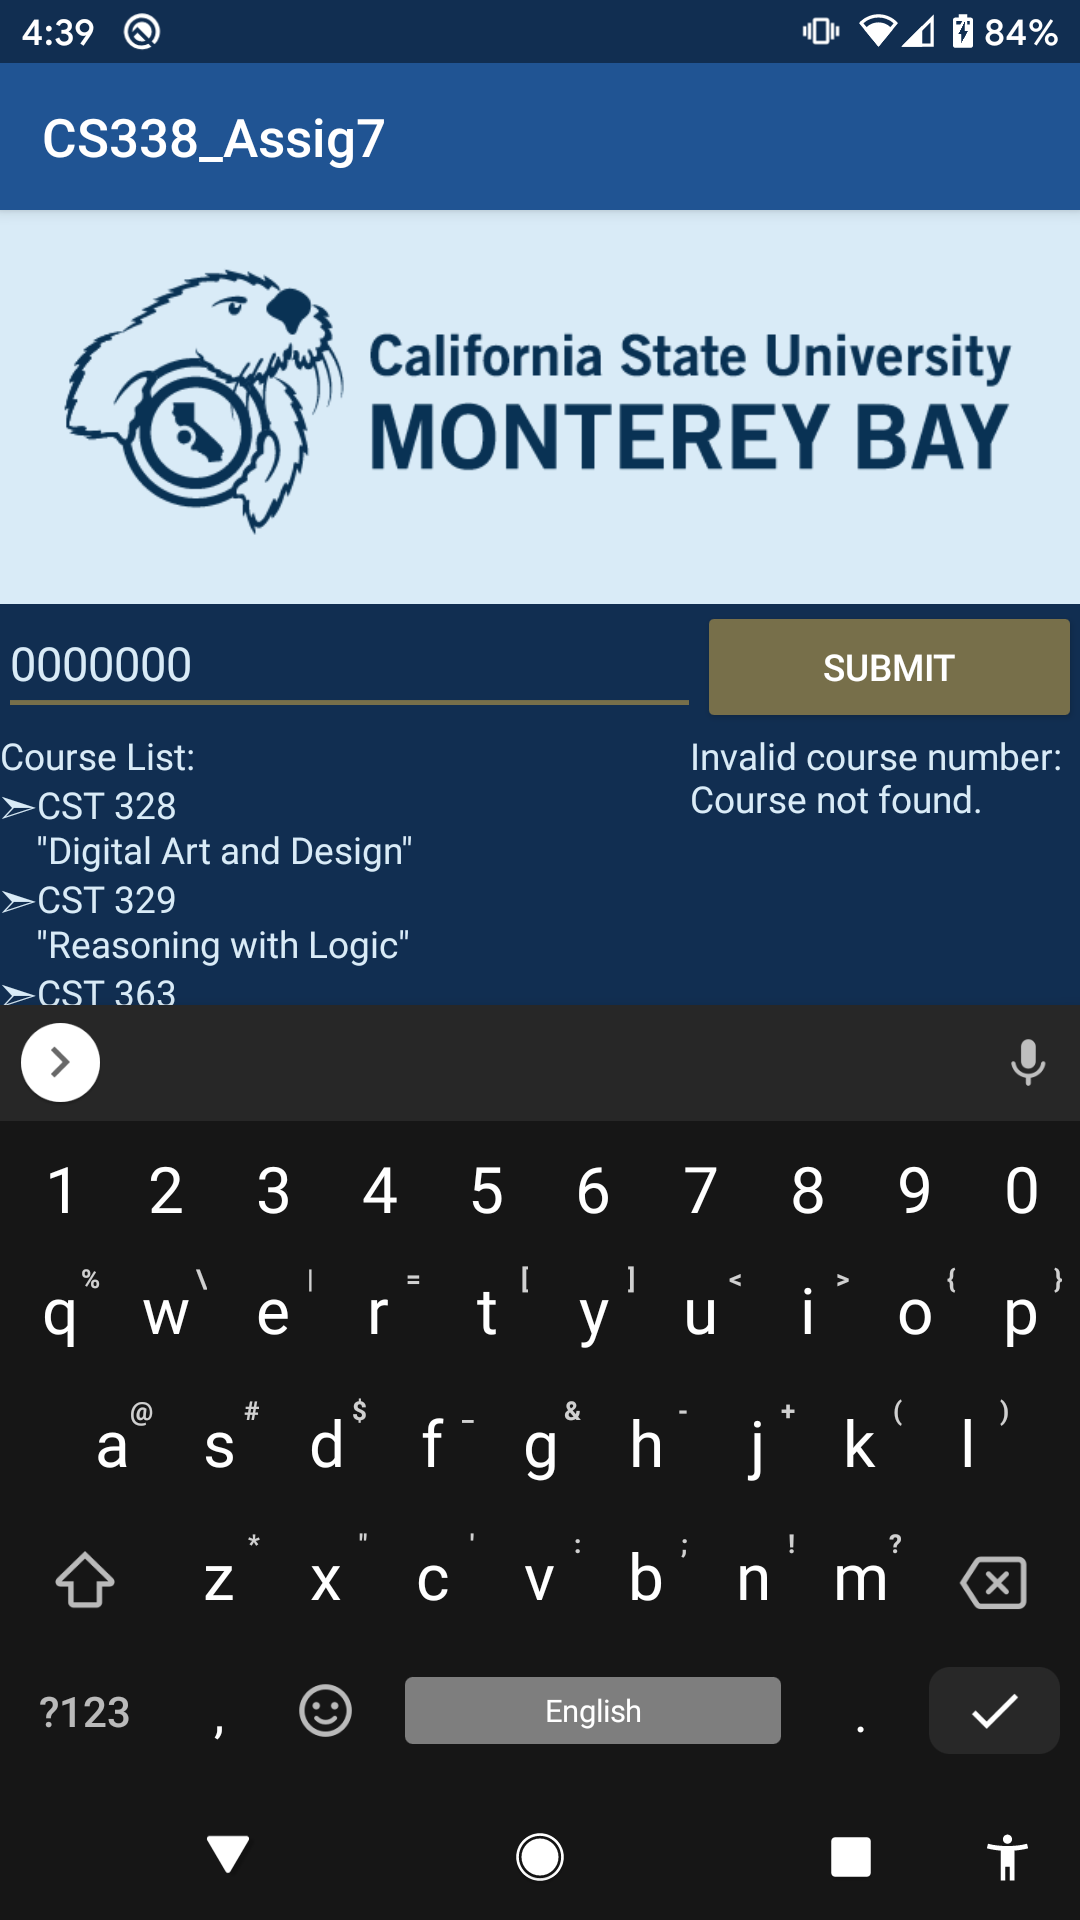 4:39 84%
CS338_Assig7
California State University
MONTEREY BAY
0000000 SUBMIT
Course List:
➣CST 328
"Digital Art and Design"
➣CST 329
"Reasoning with Logic"
➣CST 363
Invalid course number:
Course not found.
1 2 3 4 5 6 7 8 9 0
% \ | = [ ] < > { }
q w e r t y u i o p
@ # $ _ & - + ( )
a s d f g h j k l
* " ' : ; ! ?
z x c v b n m
?123 , English .